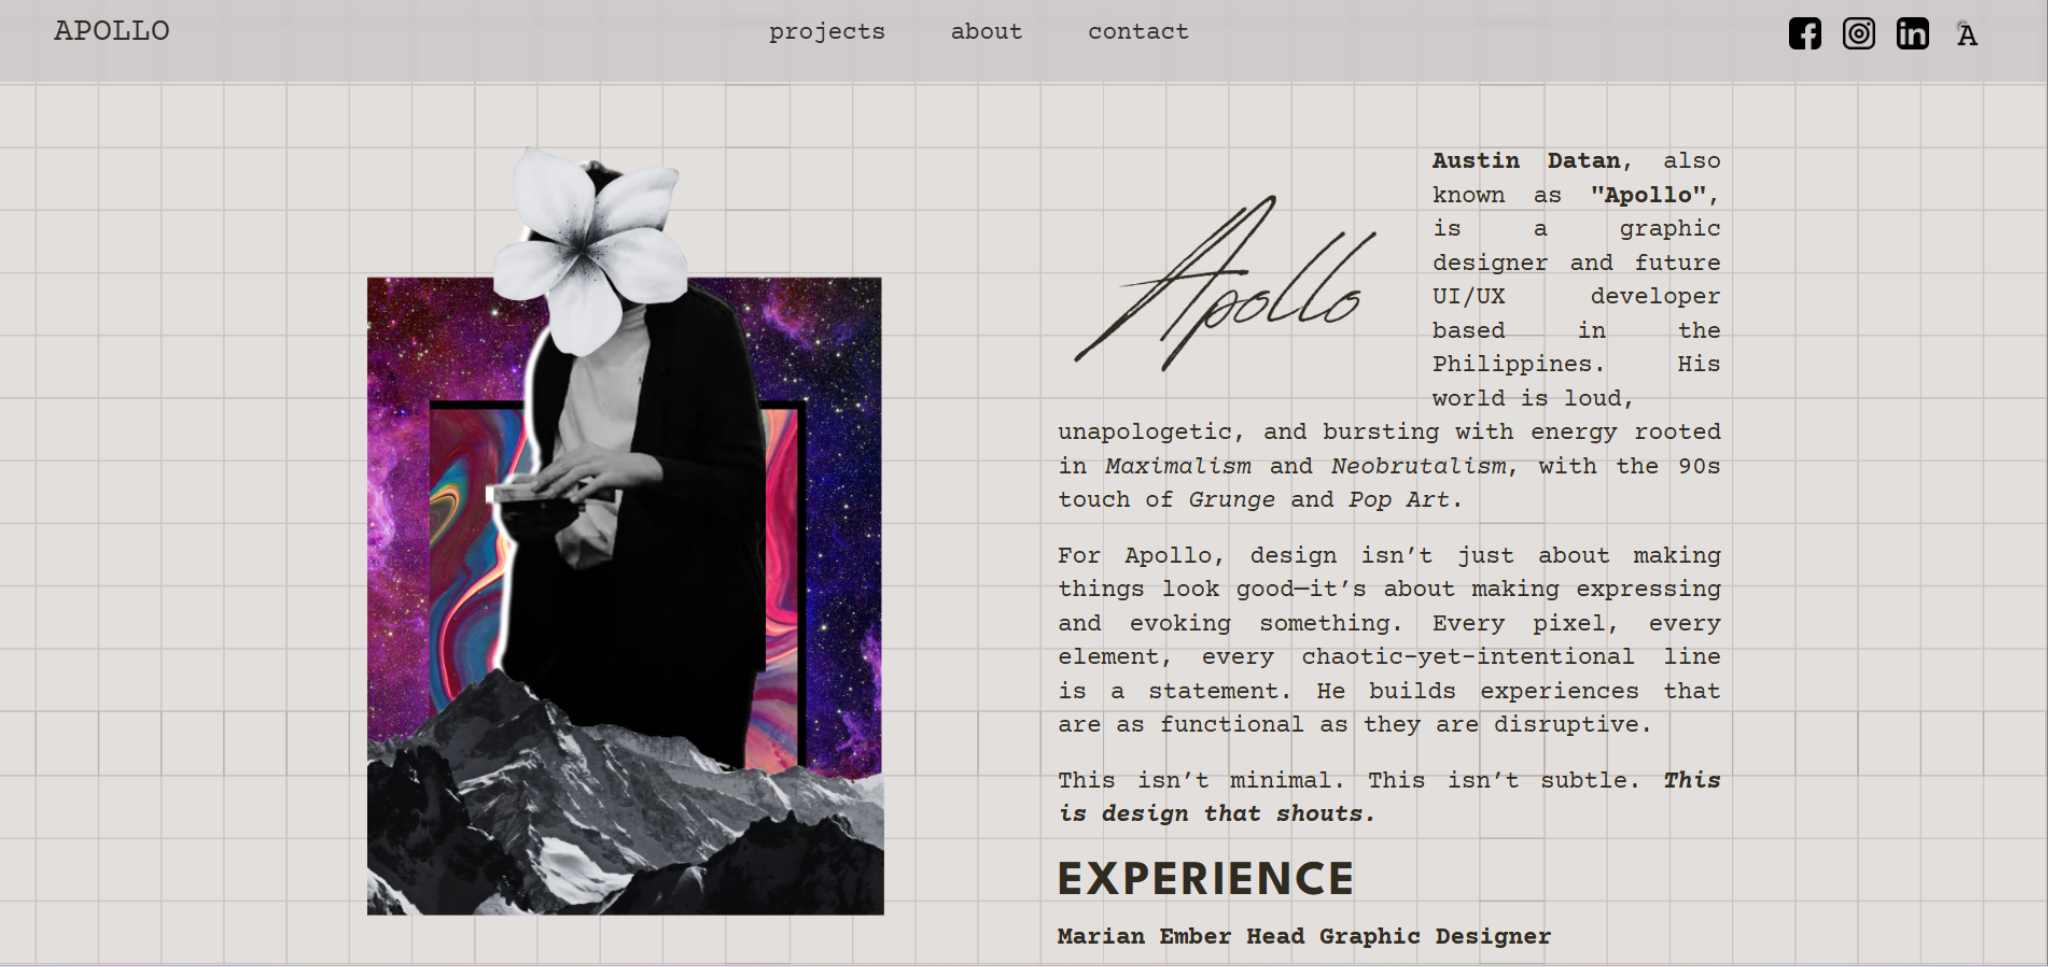 APOLLO
projects about contact
A
Apollo
Austin Datan, also
known as "Apollo",
is a graphic
designer and future
UI/UX developer
based in the
Philippines. His
world is loud,
unapologetic, and bursting with energy rooted
in Maximalism and Neobrutalism, with the 90s
touch of Grunge and Pop Art.
For Apollo, design isn’t just about making
things look good—it’s about making expressing
and evoking something. Every pixel, every
element, every chaotic-yet-intentional line
is a statement. He builds experiences that
are as functional as they are disruptive.
This isn’t minimal. This isn’t subtle. This
is design that shouts.
EXPERIENCE
Marian Ember Head Graphic Designer